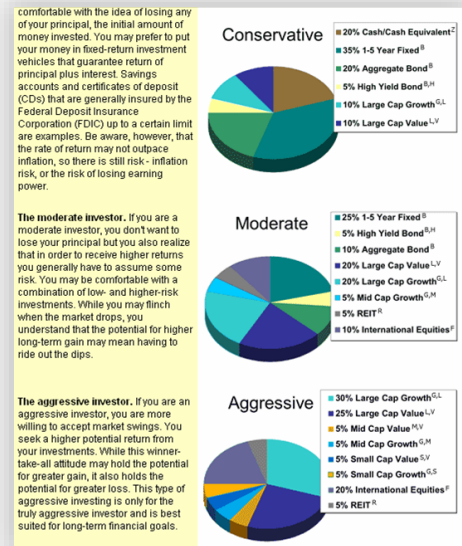 comfortable with the idea of losing any
of your principal, the initial amount of
money invested. You may prefer to put
your money in fixed-return investment
vehicles that guarantee return of
principal plus interest. Savings
accounts and certificates of deposit
(CDs) that are generally insured by the
Federal Deposit Insurance
Corporation (FDIC) up to a certain limit
are examples. Be aware, however, that
the rate of return may not outpace
inflation, so there is still risk - inflation
risk, or the risk of losing earning
power.
Conservative
20% Cash/Cash Equivalent Z
35% 1-5 Year Fixed B
20% Aggregate Bond B
5% High Yield Bond B,H
10% Large Cap Growth G,L
10% Large Cap Value L,V
The moderate investor. If you are a
moderate investor, you don't want to
lose your principal but you also realize
that in order to receive higher returns
you generally have to assume some
risk. You may be comfortable with a
combination of low- and higher-risk
investments. While you may flinch
when the market drops, you
understand that the potential for higher
long-term gain may mean having to
ride out the dips.
Moderate
25% 1-5 Year Fixed B
5% High Yield Bond B,H
10% Aggregate Bond B
20% Large Cap Value L,V
20% Large Cap Growth G,L
5% Mid Cap Growth G,M
5% REIT R
10% International Equities F
The aggressive investor. If you are an
aggressive investor, you are more
willing to accept market swings. You
seek a higher potential return from
your investments. While this winner-
take-all attitude may hold the potential
for greater gain, it also holds the
potential for greater loss. This type of
aggressive investing is only for the
truly aggressive investor and is best
suited for long-term financial goals.
Aggressive
30% Large Cap Growth G,L
25% Large Cap Value L,V
5% Mid Cap Value M,V
5% Mid Cap Growth G,M
5% Small Cap Value S,V
5% Small Cap Growth G,S
20% International Equities F
5% REIT R